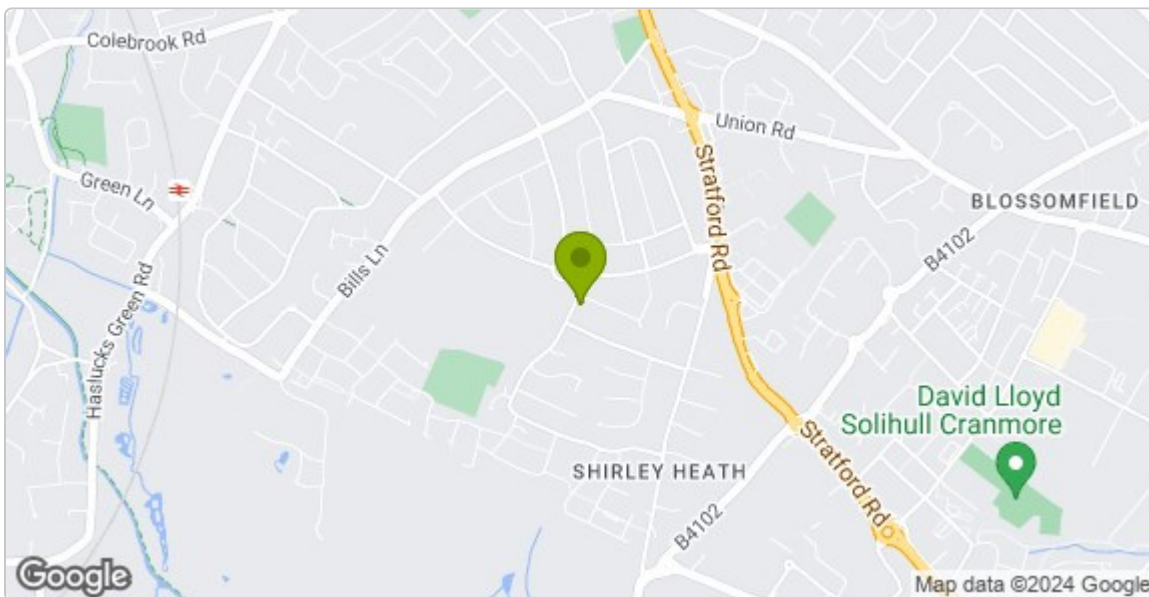 Colebrook Rd
Union Rd
Green Ln
Stratford Rd
BLOSSOMFIELD
Bills Ln
B4102
Haslucks Green Rd
David Lloyd
Solihull Cranmore
Stratford Rd
SHIRLEY HEATH
B4102
Google
Map data ©2024 Google